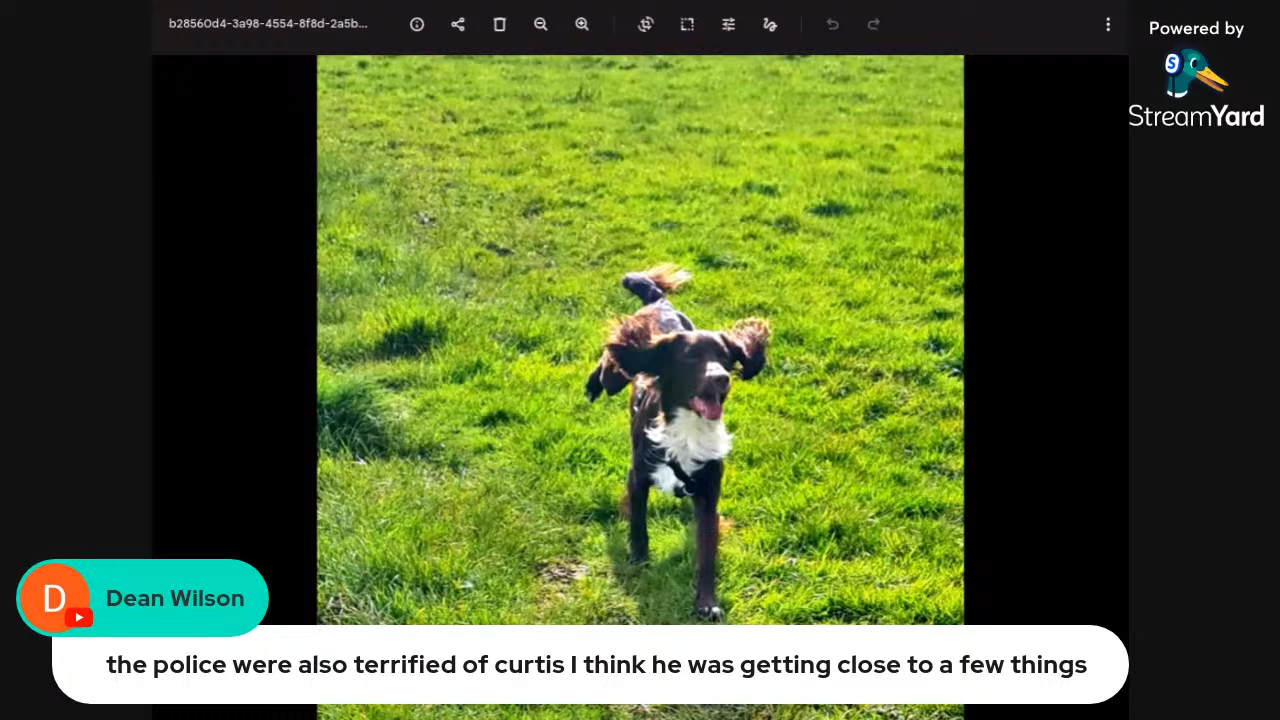 b28560d4-3a98-4554-8f8d-2a5b...
Powered by
S
StreamYard
D
Dean Wilson
the police were also terrified of curtis I think he was getting close to a few things